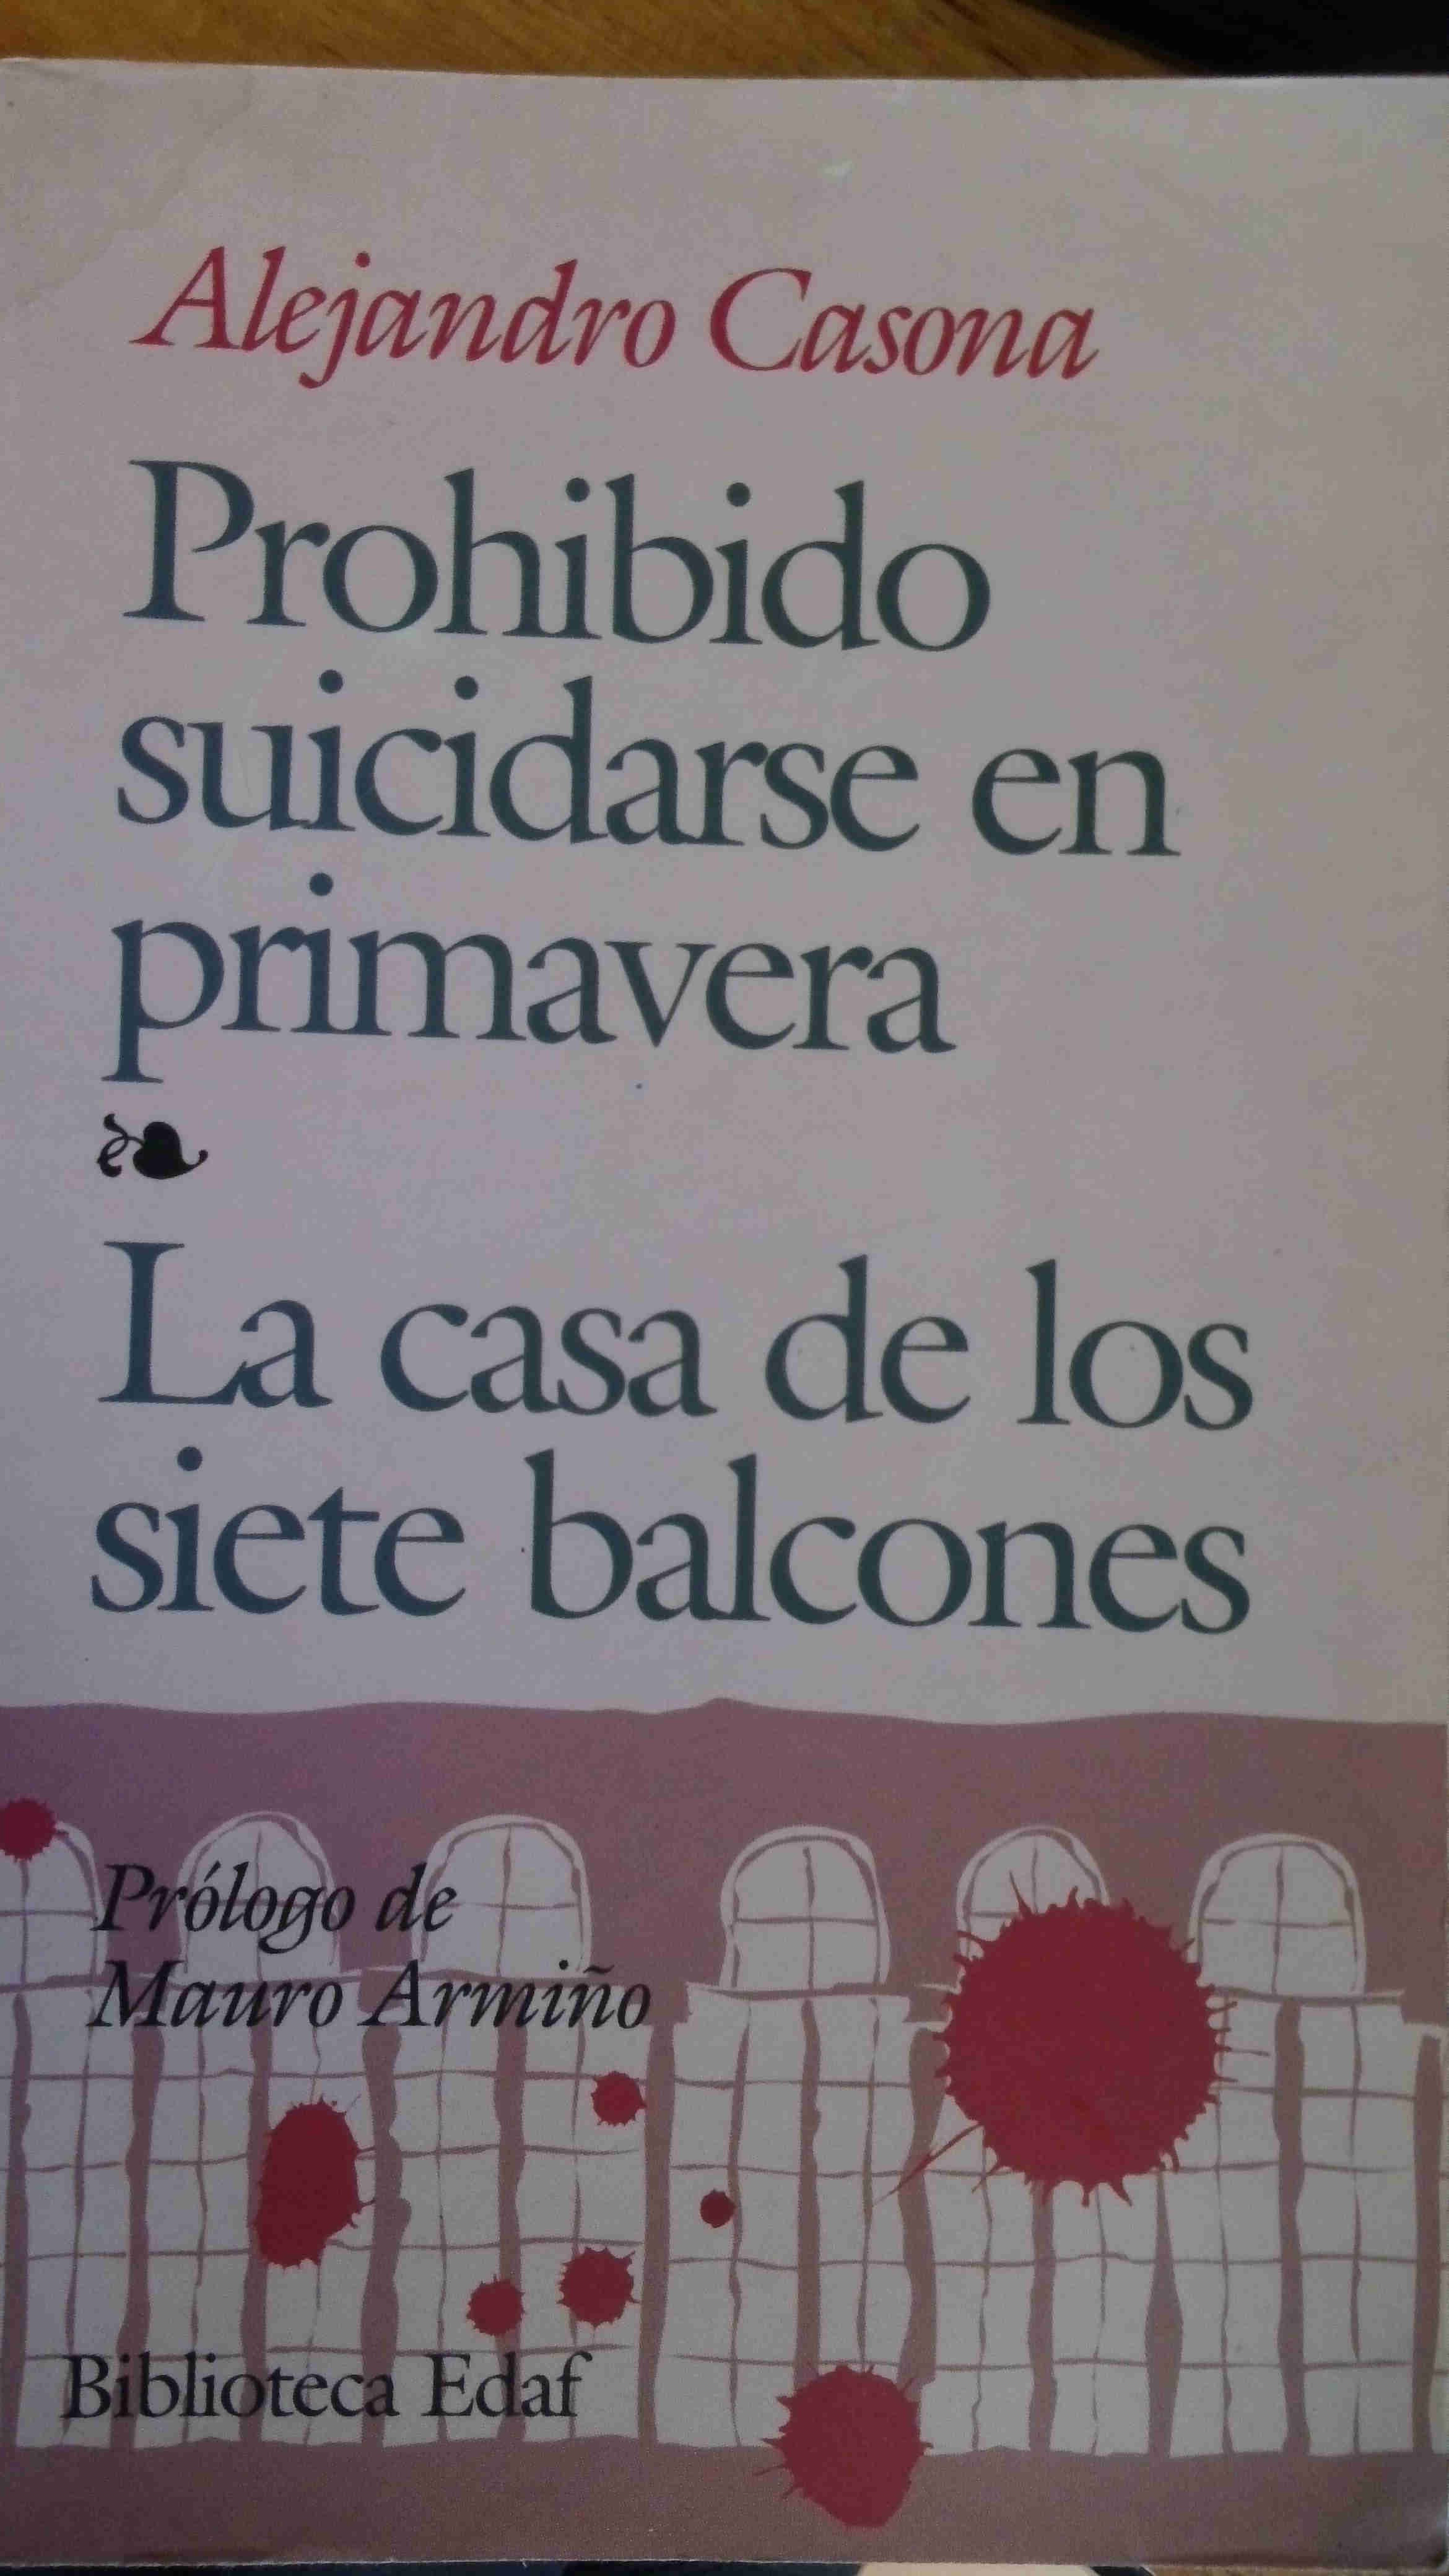 Alejandro Casona
Prohibido
suicidarse en
primavera
La casa de los
siete balcones
Prólogo de
Mauro Armiño
Biblioteca Edaf